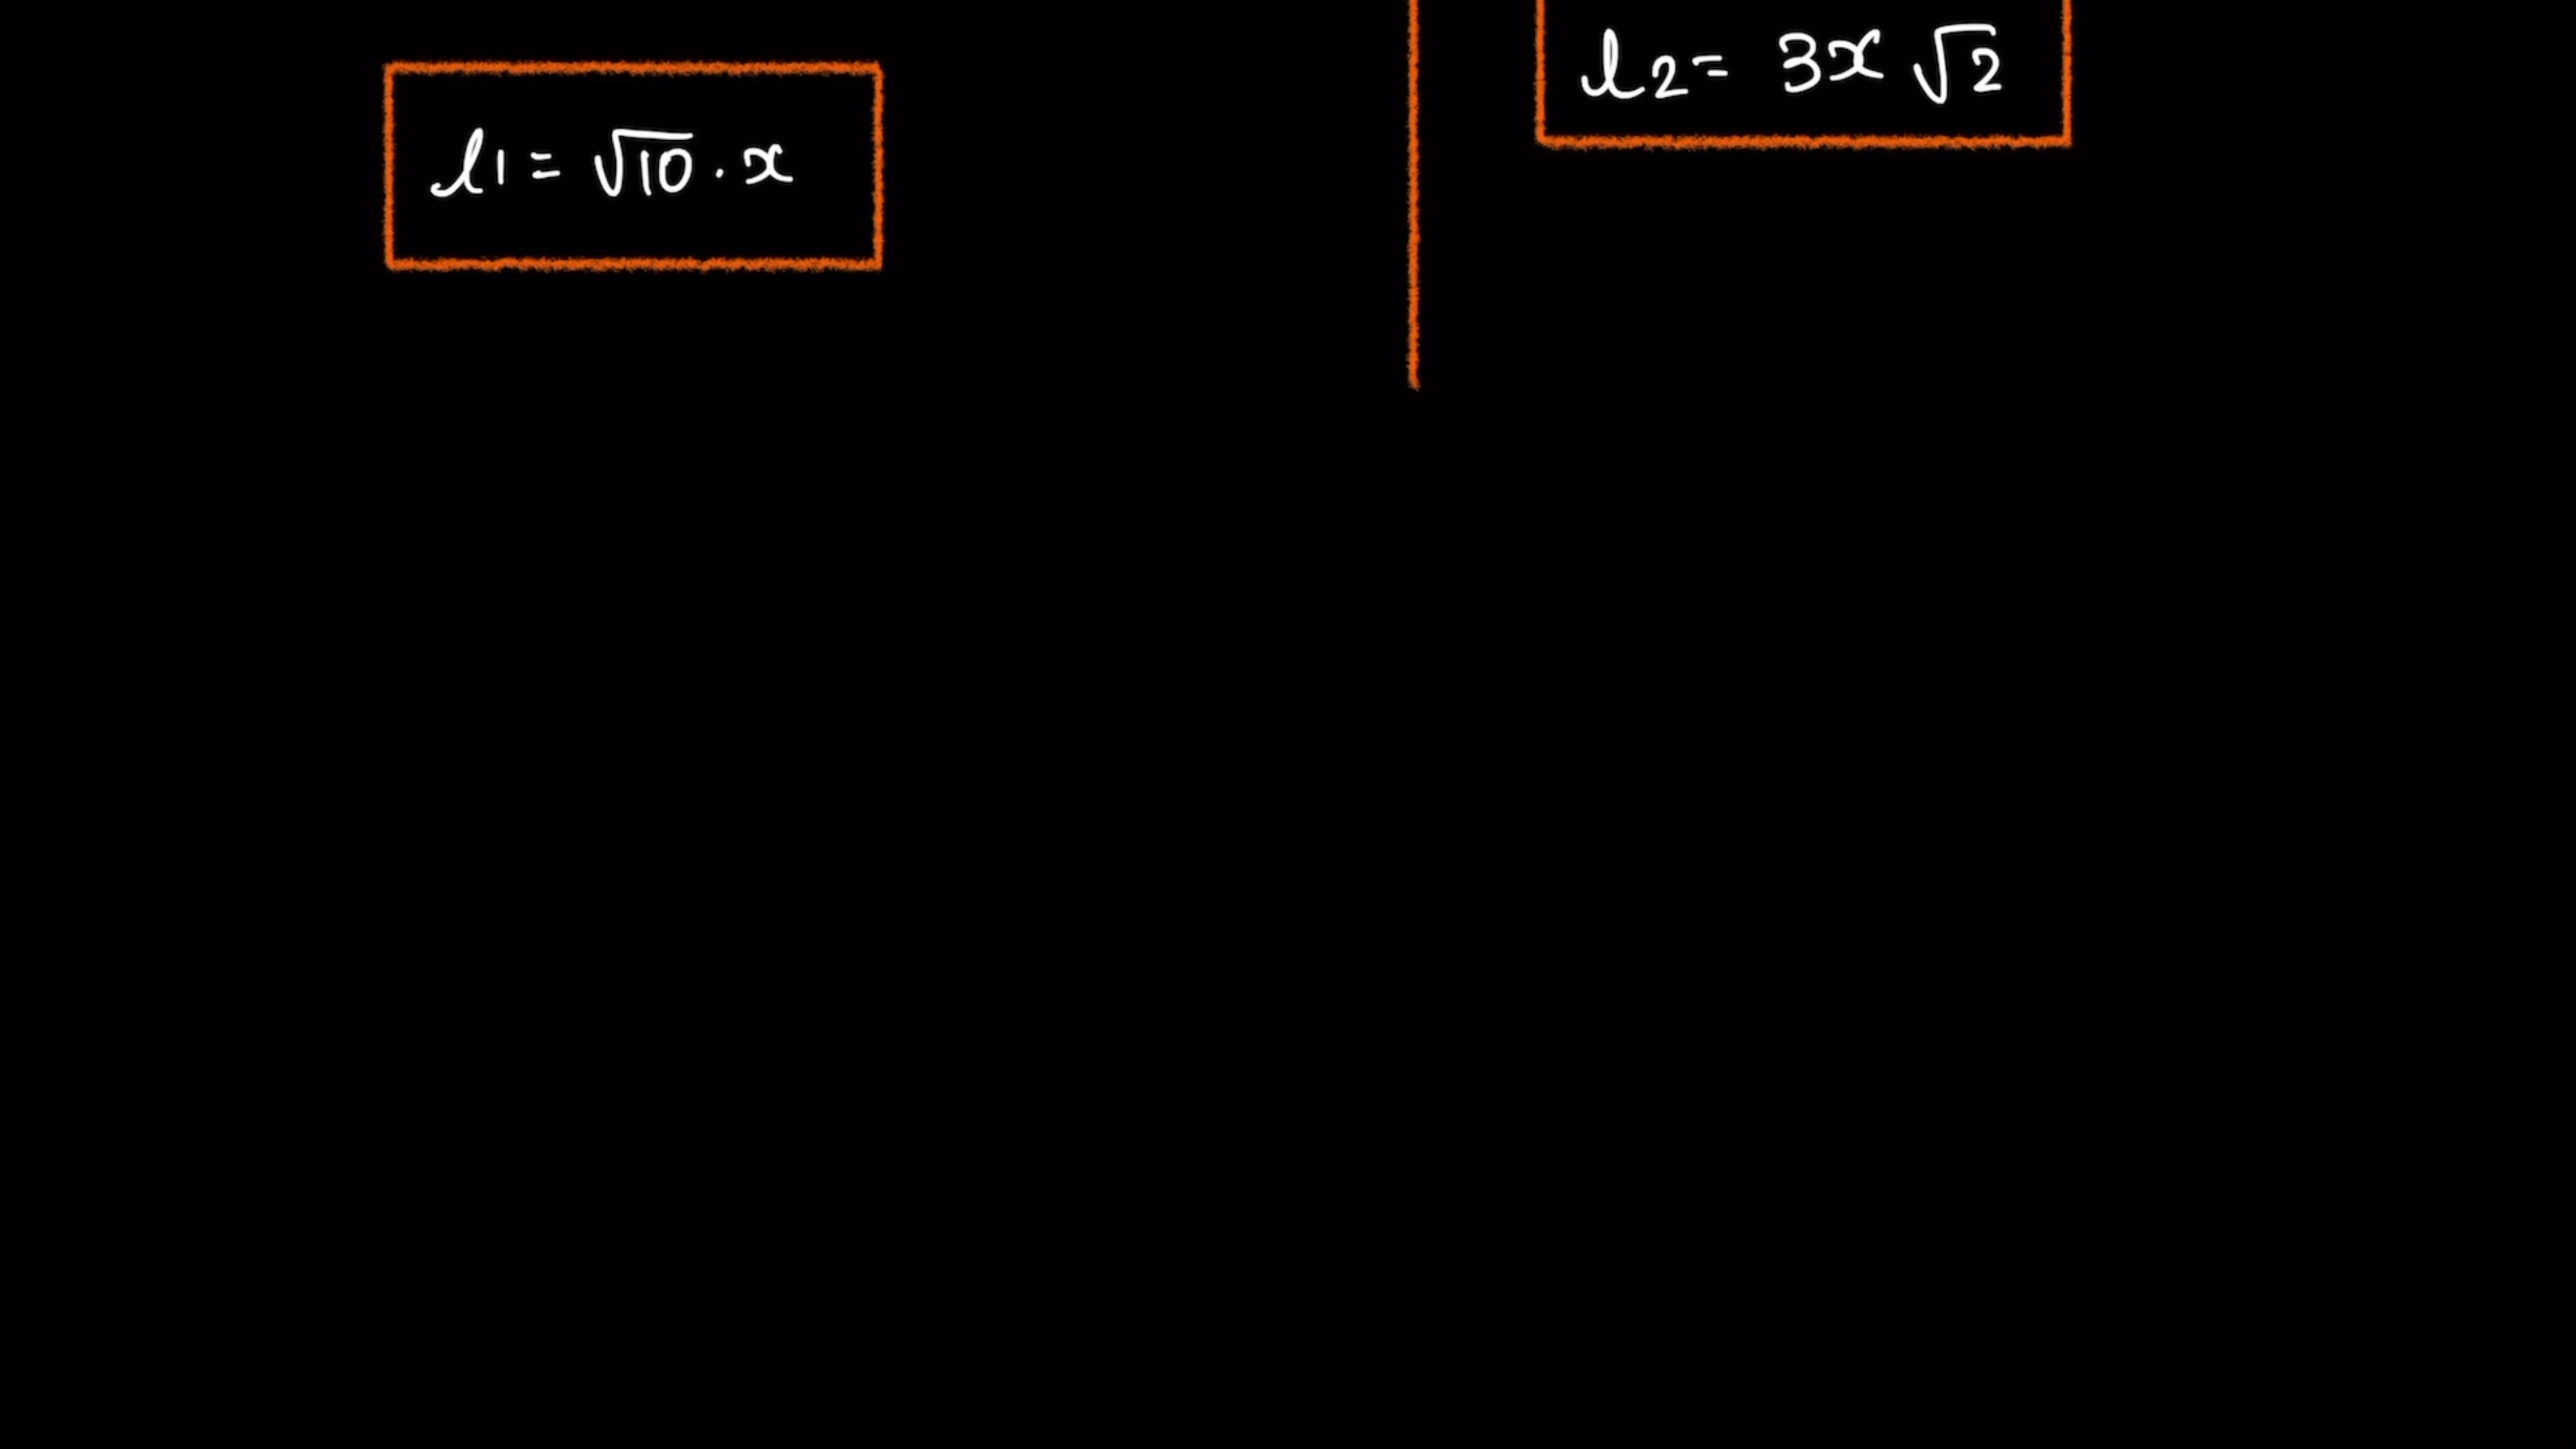 l1 = √10 . x
l2 = 3x √2